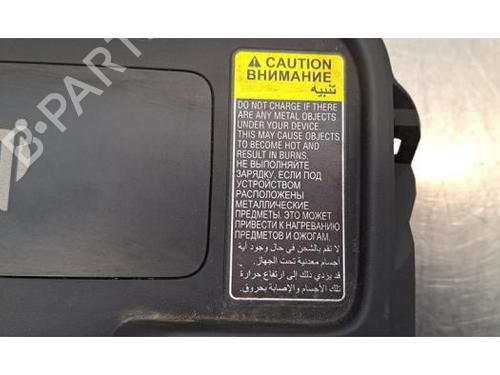 CAUTION
ВНИМАНИЕ
تنبيه
DO NOT CHARGE IF THERE
ARE ANY METAL OBJECTS
UNDER YOUR DEVICE.
THIS MAY CAUSE OBJECTS
TO BECOME HOT AND
RESULT IN BURNS.
НЕ ВЫПОЛНЯЙТЕ
ЗАРЯДКУ, ЕСЛИ ПОД
УСТРОЙСТВОМ
РАСПОЛОЖЕНЫ
МЕТАЛЛИЧЕСКИЕ
ПРЕДМЕТЫ. ЭТО МОЖЕТ
ПРИВЕСТИ К НАГРЕВАНИЮ
ПРЕДМЕТОВ И ОЖОГАМ.
لا تقم بالشحن في حال وجود أية
أجسام معدنية تحت الجهاز.
قد يردي ذلك إلى ارتفاع حرارة
تلك الأجسام والإصابة بحروق.
B-PARTS